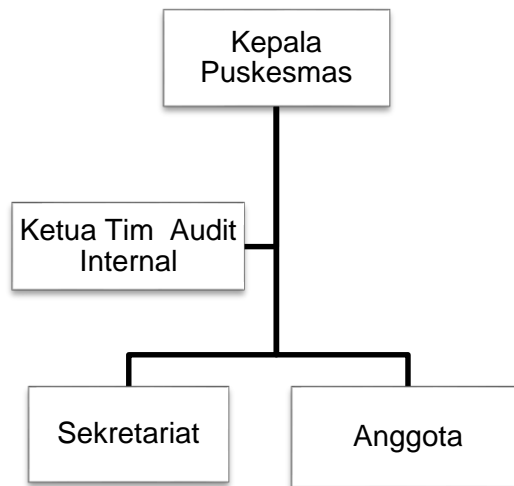 Kepala
Puskesmas
Ketua Tim Audit
Internal
Sekretariat
Anggota